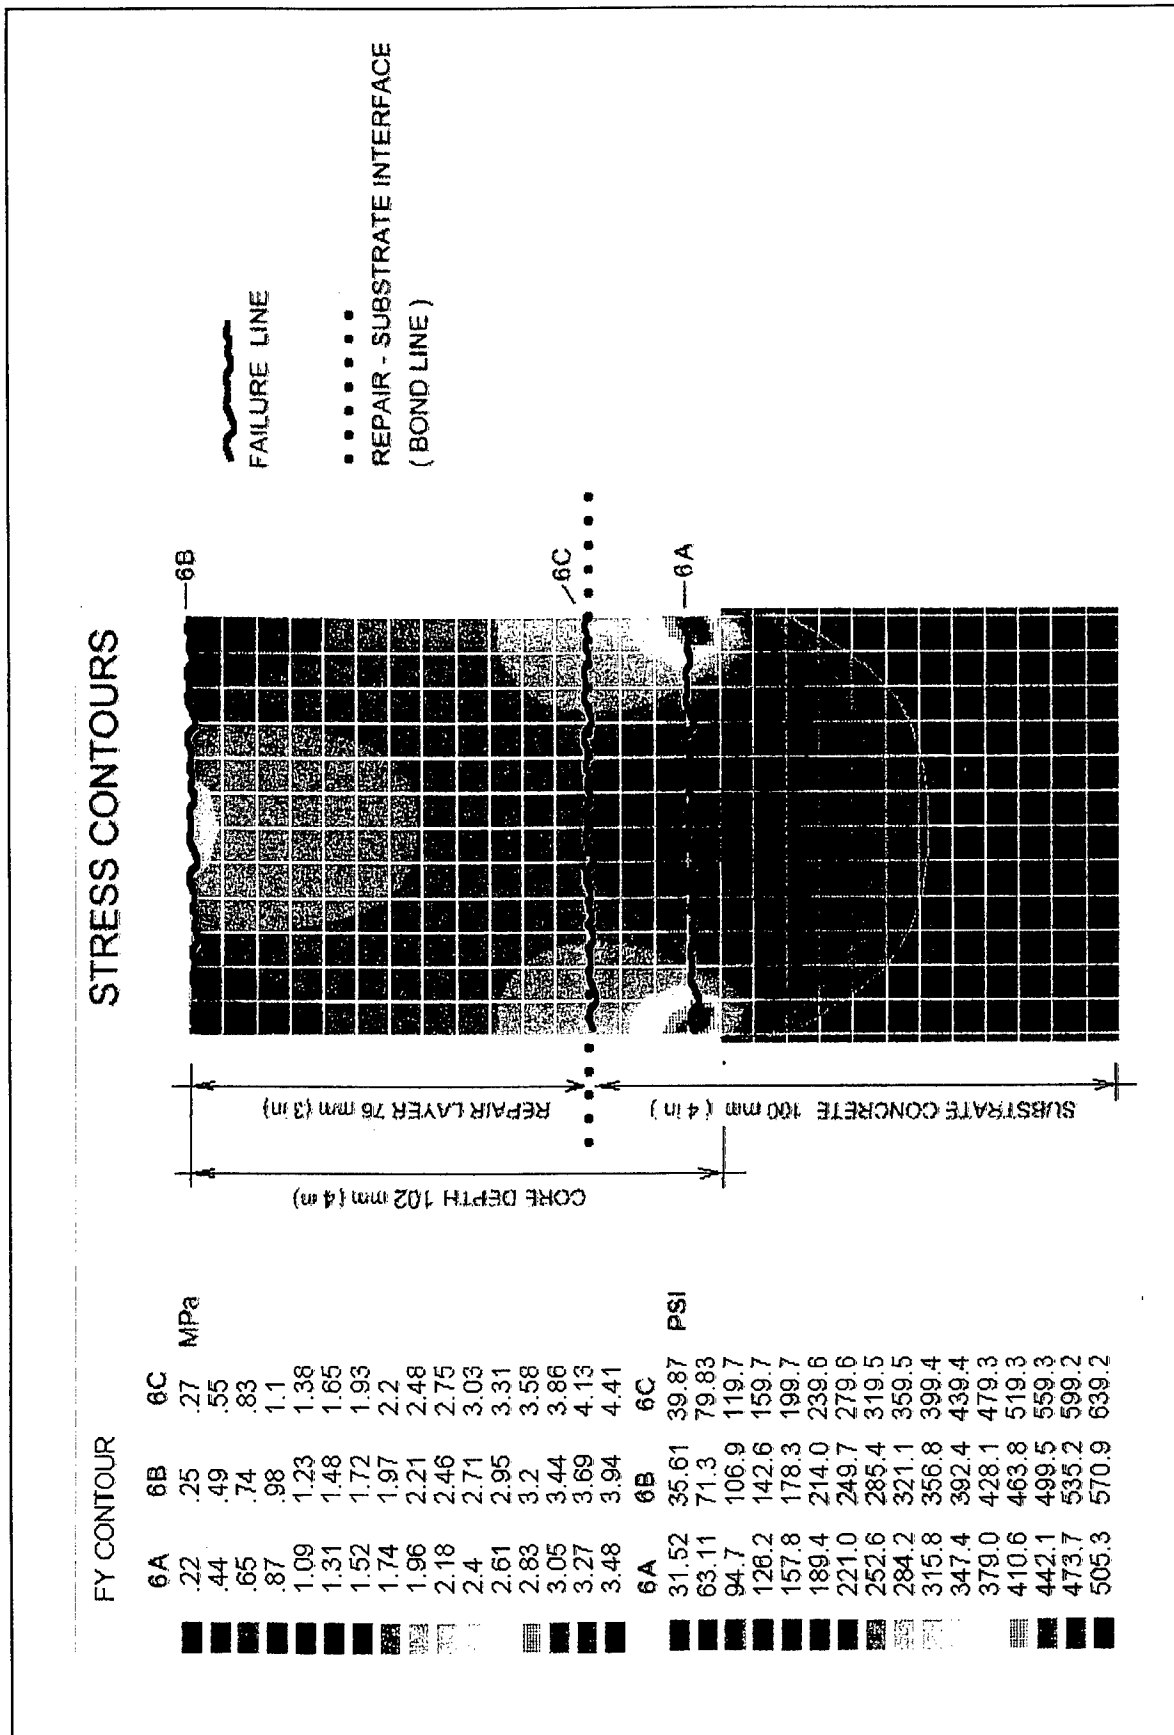 STRESS CONTOURS
FY CONTOUR
6A 6B 6C
.22 .25 .27 MPa
.44 .49 .55
.65 .74 .83
.87 .98 1.1
1.09 1.23 1.38
1.31 1.48 1.65
1.52 1.72 1.93
1.74 1.97 2.2
1.96 2.21 2.48
2.18 2.46 2.75
2.4 2.71 3.03
2.61 2.95 3.31
2.83 3.2 3.58
3.05 3.44 3.86
3.27 3.69 4.13
3.48 3.94 4.41
6A 6B 6C
31.52 35.61 39.87 PSI
63.11 71.3 79.83
94.7 106.9 119.7
126.2 142.6 159.7
157.8 178.3 199.7
189.4 214.0 239.6
221.0 249.7 279.6
252.6 285.4 319.5
284.2 321.1 359.5
315.8 356.8 399.4
347.4 392.4 439.4
379.0 428.1 479.3
410.6 463.8 519.3
442.1 499.5 559.3
473.7 535.2 599.2
505.3 570.9 639.2
CORE DEPTH 102 mm (4 in)
REPAIR LAYER 76 mm (3 in)
SUBSTRATE CONCRETE 100 mm (4 in)
6B
6C
6A
FAILURE LINE
REPAIR - SUBSTRATE INTERFACE
(BOND LINE)